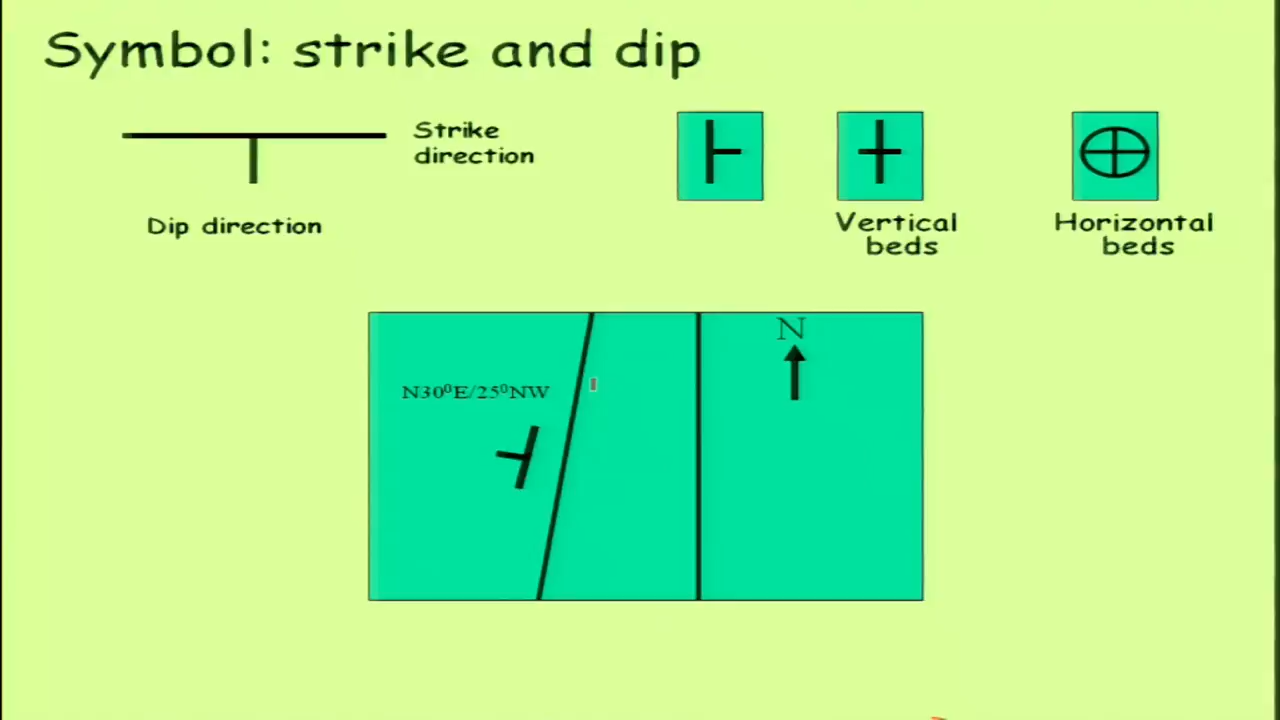 Symbol: strike and dip
Strike
direction
Dip direction
Vertical
beds
Horizontal
beds
N
N30⁰E/25⁰NW